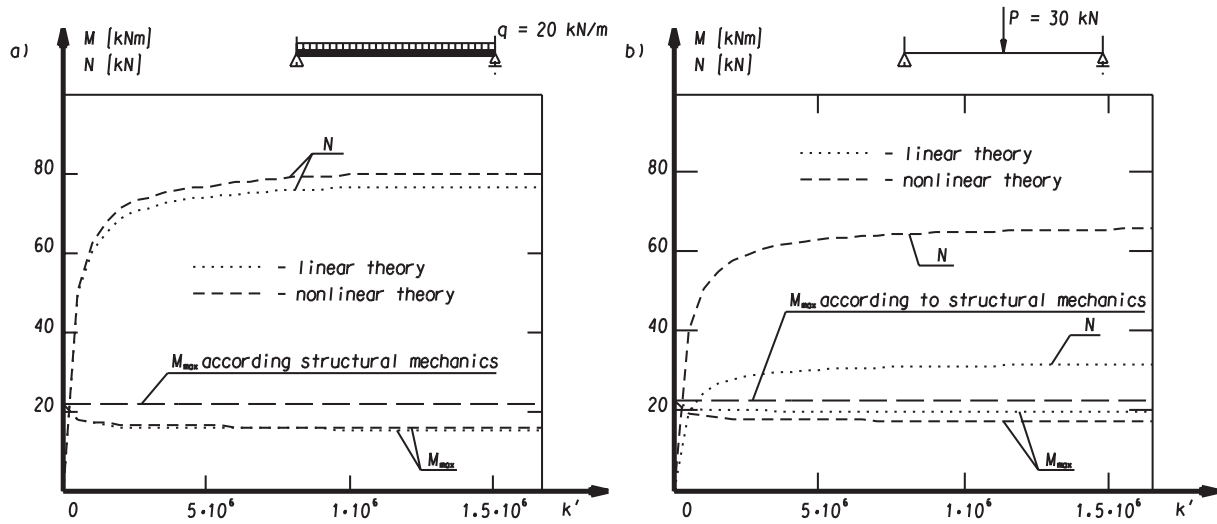 a)
M [kNm]
N [kN]
q = 20 kN/m
80
60
40
20
N
- linear theory
- nonlinear theory
Mmax according structural mechanics
Mmax
0
5·10⁶
1·10⁶
1.5·10⁶
k'
b)
M [kNm]
N [kN]
P = 30 kN
80
60
40
20
- linear theory
- nonlinear theory
N
Mmax according to structural mechanics
N
Mmax
0
5·10⁶
1·10⁶
1.5·10⁶
k'